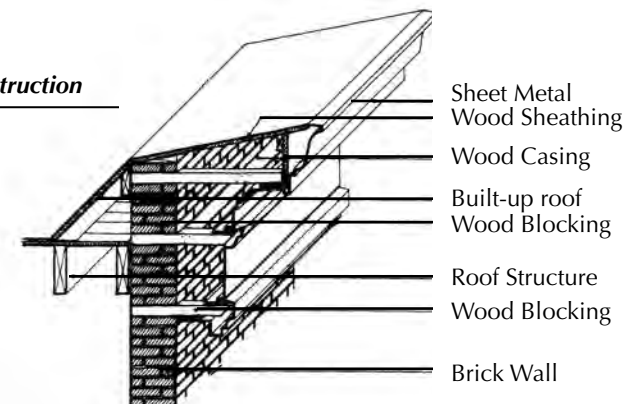 truction
Sheet Metal
Wood Sheathing
Wood Casing
Built-up roof
Wood Blocking
Roof Structure
Wood Blocking
Brick Wall